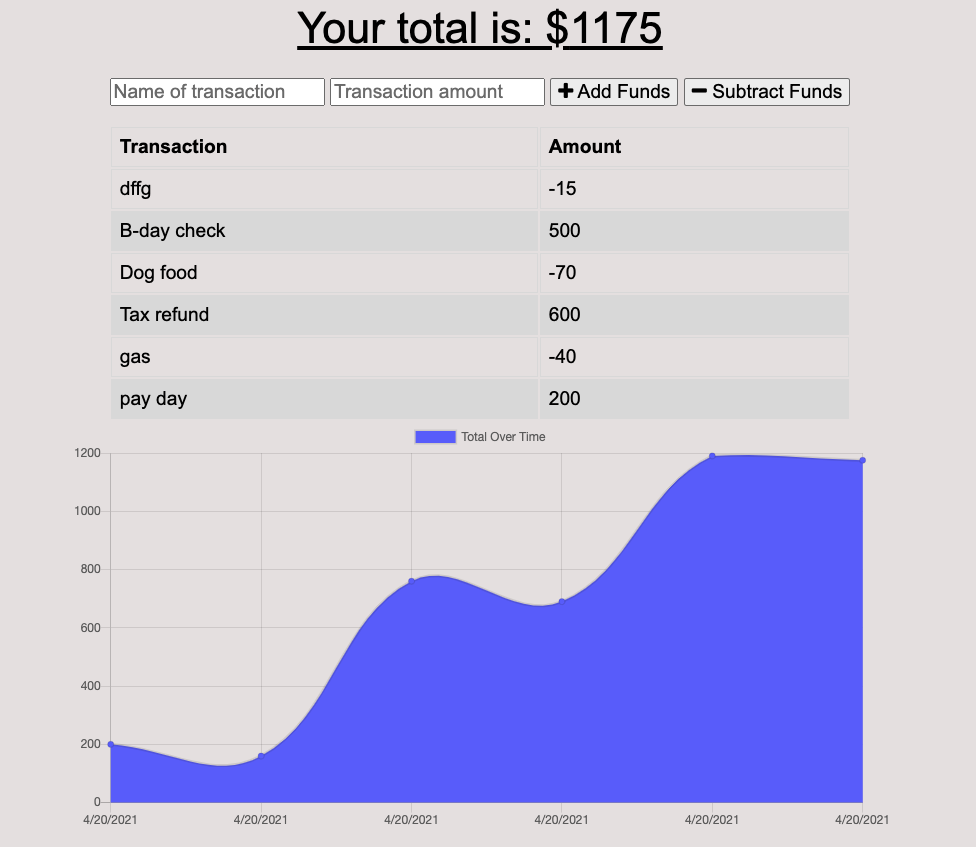 Your total is: $1175
Name of transaction Transaction amount + Add Funds − Subtract Funds
Transaction Amount
dffg -15
B-day check 500
Dog food -70
Tax refund 600
gas -40
pay day 200
Total Over Time
1200
1000
800
600
400
200
0
4/20/2021 4/20/2021 4/20/2021 4/20/2021 4/20/2021 4/20/2021